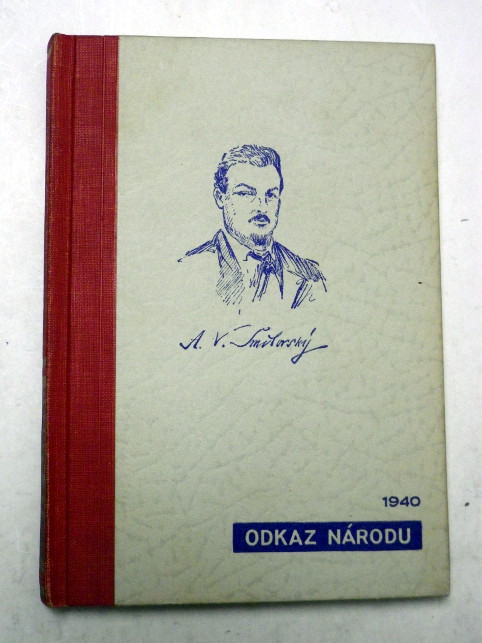 A. V. Šmilovský
1940
ODKAZ NÁRODU